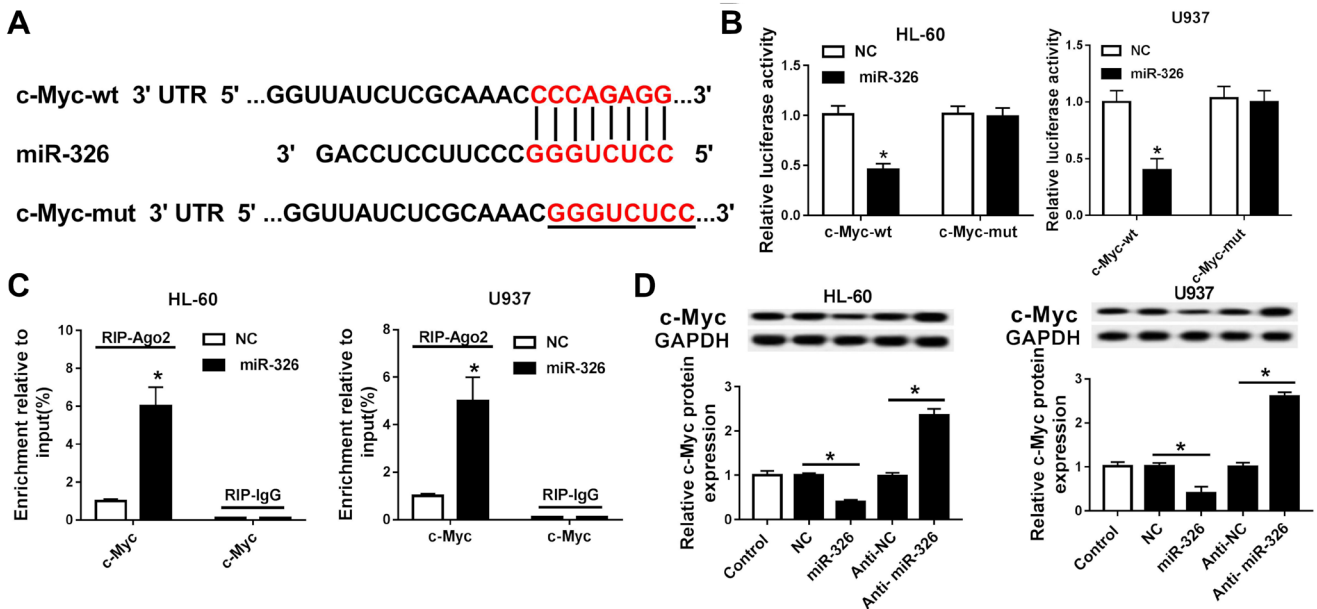 A
c-Myc-wt 3' UTR 5' ...GGUUAUCUCGCAAACCCCAGAGG...3'
miR-326 3' GACCUCCUUCCCGGGUCUCC 5'
c-Myc-mut 3' UTR 5' ...GGUUAUCUCGCAAACGGGUCUCC...3'
B
HL-60
NC
miR-326
Relative luciferase activity
1.5
1.0
0.5
0.0
*
c-Myc-wt
c-Myc-mut
U937
NC
miR-326
Relative luciferase activity
1.5
1.0
0.5
0.0
*
c-Myc-wt
c-Myc-mut
C
HL-60
Enrichment relative to
input(%)
10
8
6
4
2
0
RIP-Ago2
NC
miR-326
*
RIP-IgG
c-Myc
c-Myc
U937
Enrichment relative to
input(%)
8
6
4
2
0
RIP-Ago2
NC
miR-326
*
RIP-IgG
c-Myc
c-Myc
D
HL-60
c-Myc
GAPDH
Relative c-Myc protein
expression
3
2
1
0
*
*
Control
NC
miR-326
Anti-NC
Anti- miR-326
U937
c-Myc
GAPDH
Relative c-Myc protein
expression
3
2
1
0
*
*
Control
NC
miR-326
Anti-NC
Anti- miR-326